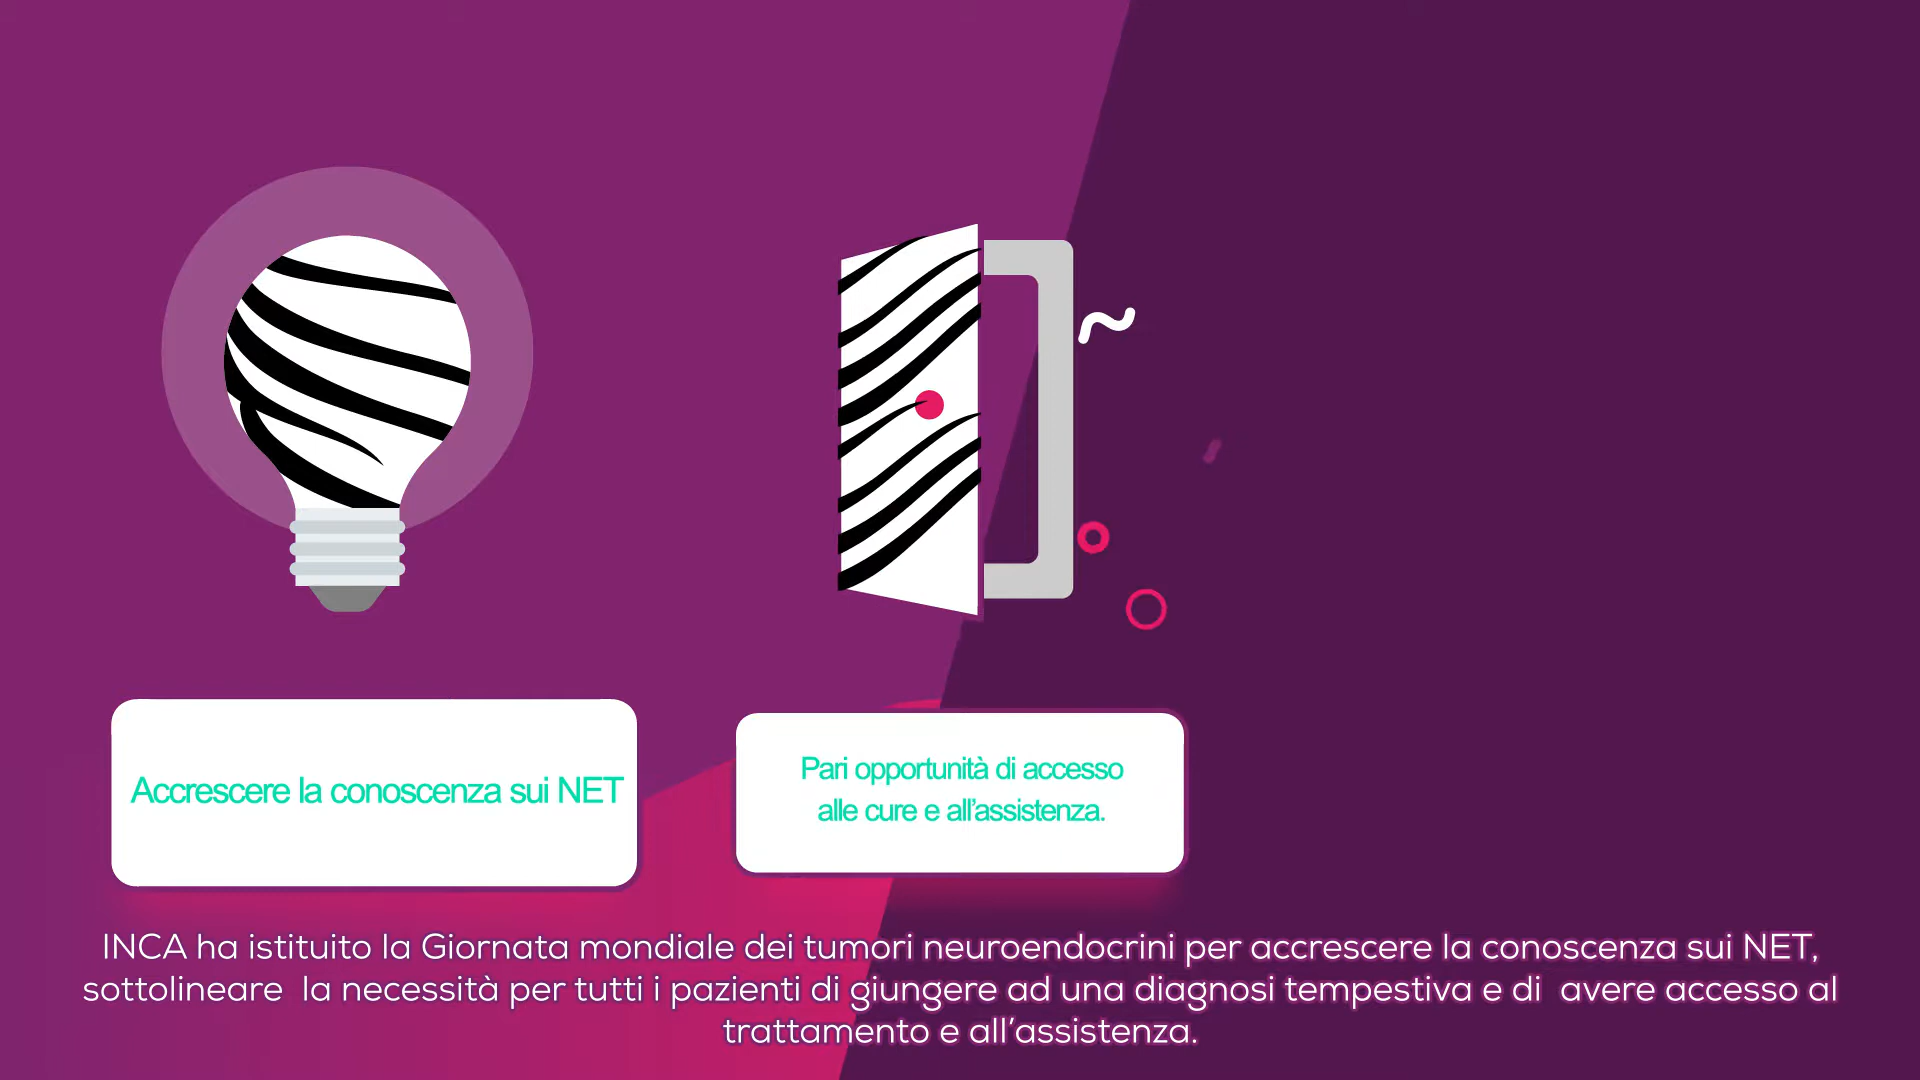 Accrescere la conoscenza sui NET
Pari opportunità di accesso
alle cure e all'assistenza.
INCA ha istituito la Giornata mondiale dei tumori neuroendocrini per accrescere la conoscenza sui NET,
sottolineare  la necessità per tutti i pazienti di giungere ad una diagnosi tempestiva e di  avere accesso al
trattamento e all'assistenza.